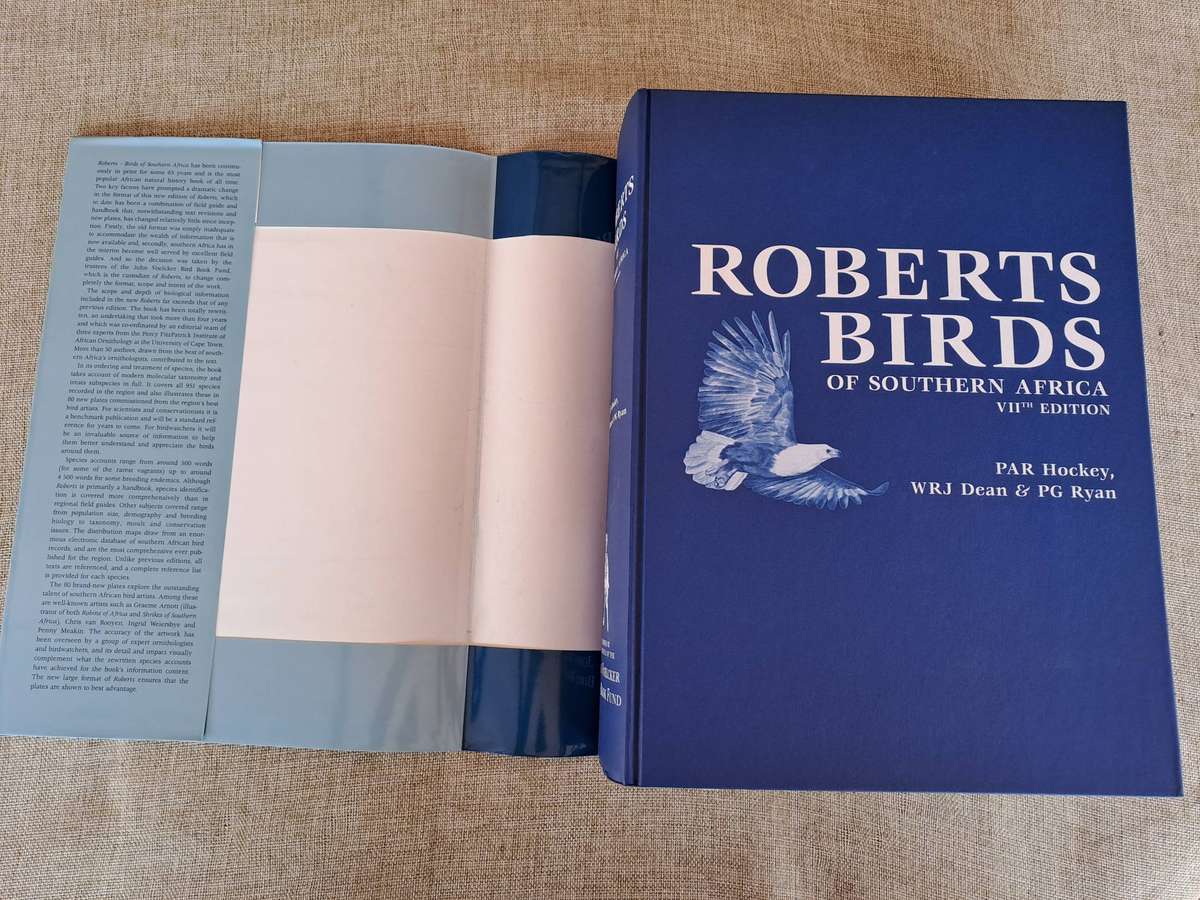 Roberts – Birds of Southern Africa has been continu-
ously in print for some 65 years and is the most
popular African natural history book of all time.
Two key factors have prompted a dramatic change
in the format of this new edition of Roberts, which
to date has been a combination of field guide and
handbook that, notwithstanding text revisions and
new plates, has changed relatively little since incep-
tion. Firstly, the old format was simply inadequate
to accommodate the wealth of information that is
now available and, secondly, southern Africa has in
the interim become well served by excellent field
guides. And so the decision was taken by the
trustees of the John Voelcker Bird Book Fund,
which is the custodian of Roberts, to change com-
pletely the format, scope and intent of the work.
The scope and depth of biological information
included in the new Roberts far exceeds that of any
previous edition. The book has been totally rewrit-
ten, an undertaking that took more than four years
and which was co-ordinated by an editorial team of
three experts from the Percy FitzPatrick Institute of
African Ornithology at the University of Cape Town.
More than 50 authors, drawn from the best of south-
ern Africa's ornithologists, contributed to the text.
In its ordering and treatment of species, the book
takes account of modern molecular taxonomy and
treats subspecies in full. It covers all 951 species
recorded in the region and also illustrates these in
80 new plates commissioned from the region's best
bird artists. For scientists and conservationists it is
a benchmark publication and will be a standard ref-
erence for years to come. For birdwatchers it will
be an invaluable source of information to help
them better understand and appreciate the birds
around them.
Species accounts range from around 500 words
(for some of the rarest vagrants) up to around
4 500 words for some breeding endemics. Although
Roberts is primarily a handbook, species identifica-
tion is covered more comprehensively than in
regional field guides. Other subjects covered range
from population size, demography and breeding
biology to taxonomy, moult and conservation
issues. The distribution maps draw from an enor-
mous electronic database of southern African bird
records, and are the most comprehensive ever pub-
lished for the region. Unlike previous editions, all
texts are referenced, and a complete reference list
is provided for each species.
The 80 brand-new plates explore the outstanding
talent of southern African bird artists. Among these
are well-known artists such as Graeme Arnott (illus-
trator of both Robins of Africa and Shrikes of Southern
Africa), Chris van Rooyen, Ingrid Weiersbye and
Penny Meakin. The accuracy of the artwork has
been overseen by a group of expert ornithologists
and birdwatchers, and its detail and impact visually
complement what the rewritten species accounts
have achieved for the book's information content.
The new large format of Roberts ensures that the
plates are shown to best advantage.
ROBERTS
BIRDS
OF SOUTHERN AFRICA
VIITH EDITION
PAR Hockey,
WRJ Dean & PG Ryan